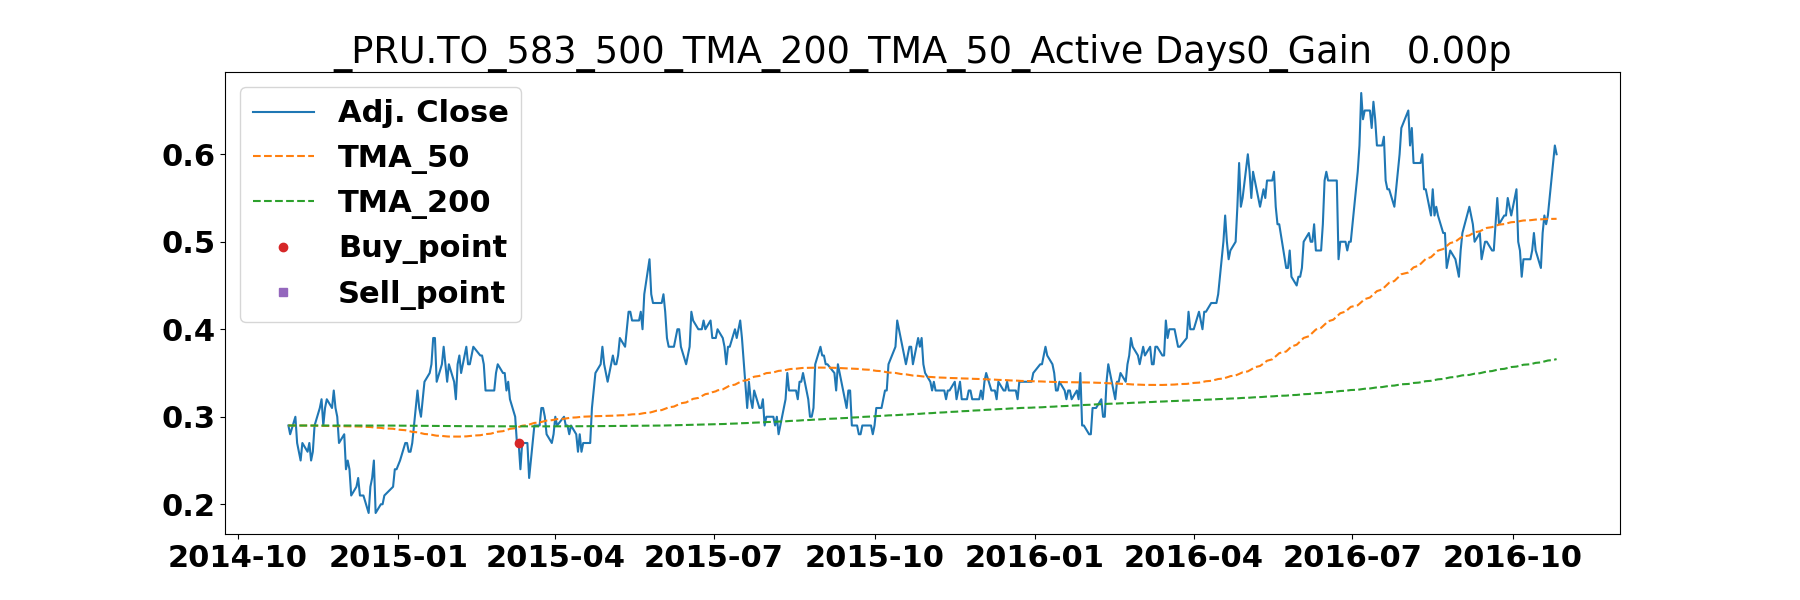 _PRU.TO_583_500_TMA_200_TMA_50_Active Days0_Gain   0.00p
Adj. Close
TMA_50
TMA_200
Buy_point
Sell_point
0.6
0.5
0.4
0.3
0.2
2014-10 2015-01 2015-04 2015-07 2015-10 2016-01 2016-04 2016-07 2016-10